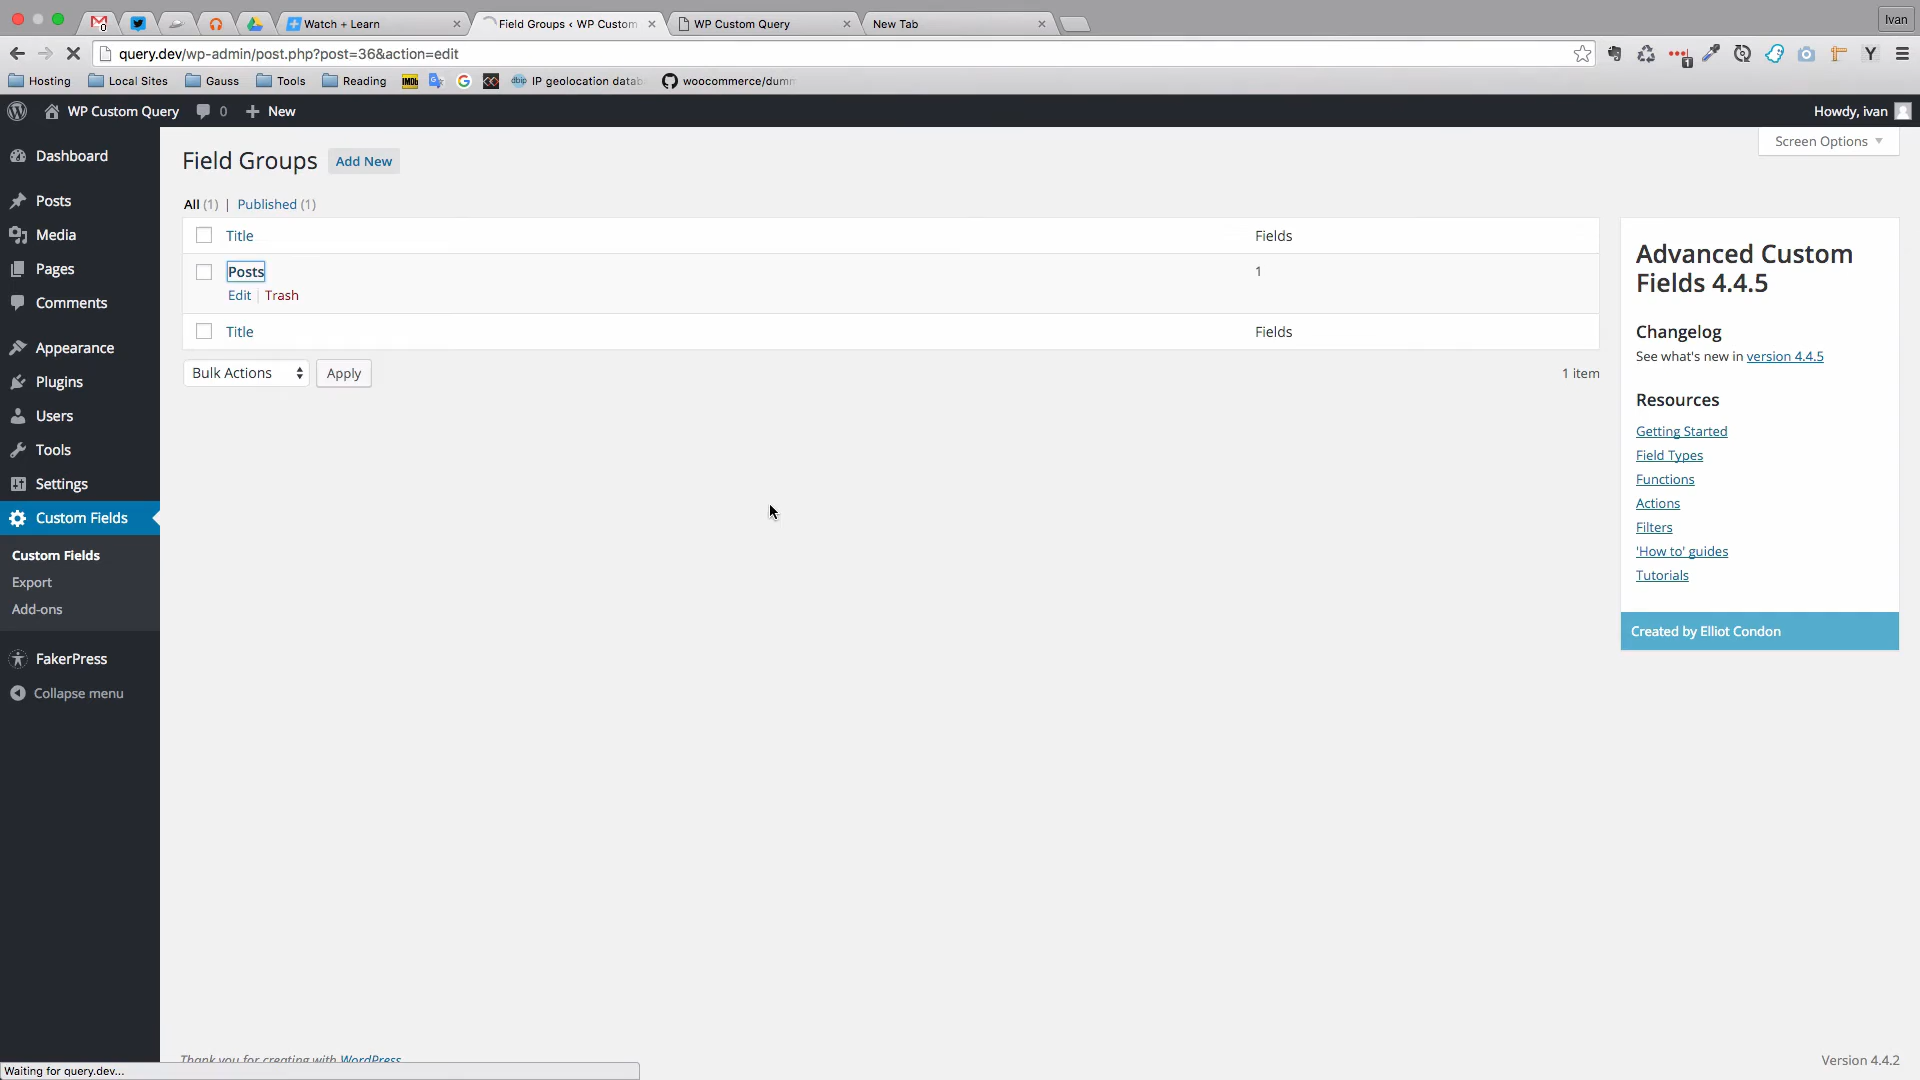 Watch + Learn
Field Groups ‹ WP Custom
WP Custom Query
New Tab
Ivan
query.dev/wp-admin/post.php?post=36&action=edit
1
Hosting
Local Sites
Gauss
Tools
Reading
IMDb
dbip
IP geolocation datab
woocommerce/dumm
WP Custom Query
0
New
Howdy, ivan
Dashboard
Posts
Media
Pages
Comments
Appearance
Plugins
Users
Tools
Settings
Custom Fields
Custom Fields
Export
Add-ons
FakerPress
Collapse menu
Field Groups
Add New
Screen Options
All (1) | Published (1)
Title
Fields
Posts
1
Edit | Trash
Title
Fields
Bulk Actions
Apply
1 item
Advanced Custom
Fields 4.4.5
Changelog
See what's new in version 4.4.5
Resources
Getting Started
Field Types
Functions
Actions
Filters
'How to' guides
Tutorials
Created by Elliot Condon
Thank you for creating with WordPress
Version 4.4.2
Waiting for query.dev...